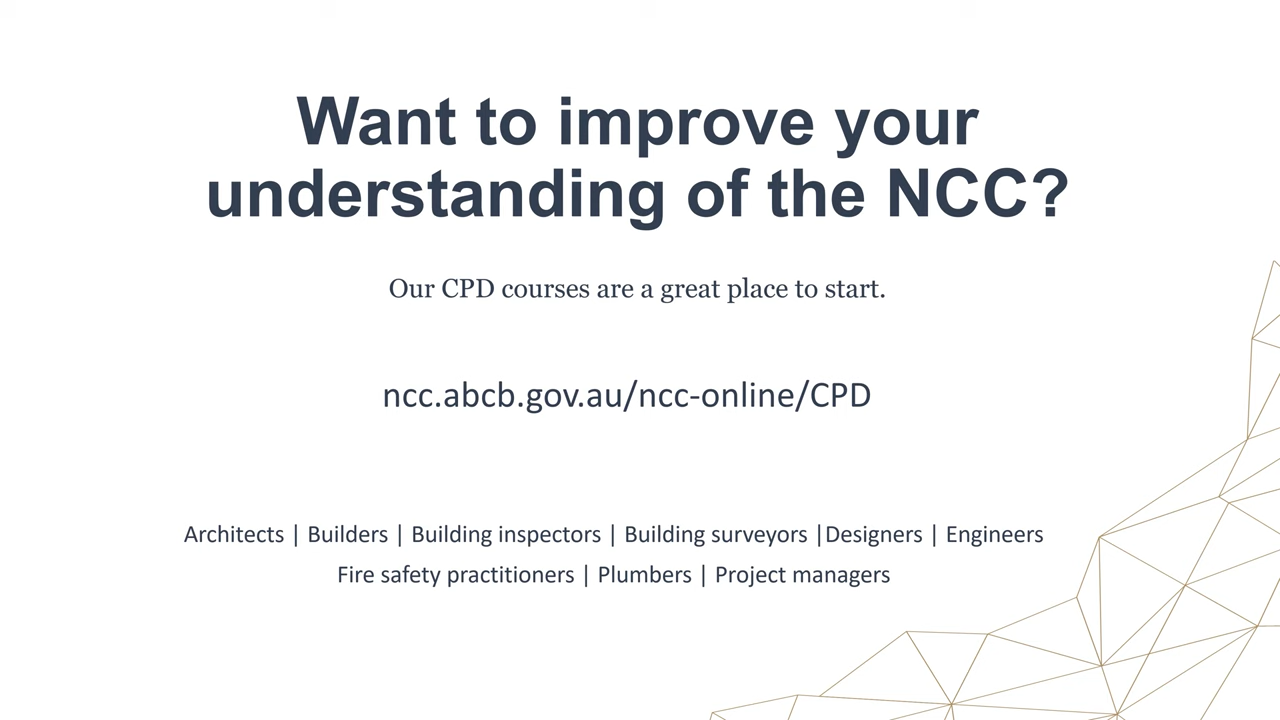 Want to improve your
understanding of the NCC?
Our CPD courses are a great place to start.
ncc.abcb.gov.au/ncc-online/CPD
Architects | Builders | Building inspectors | Building surveyors |Designers | Engineers
Fire safety practitioners | Plumbers | Project managers